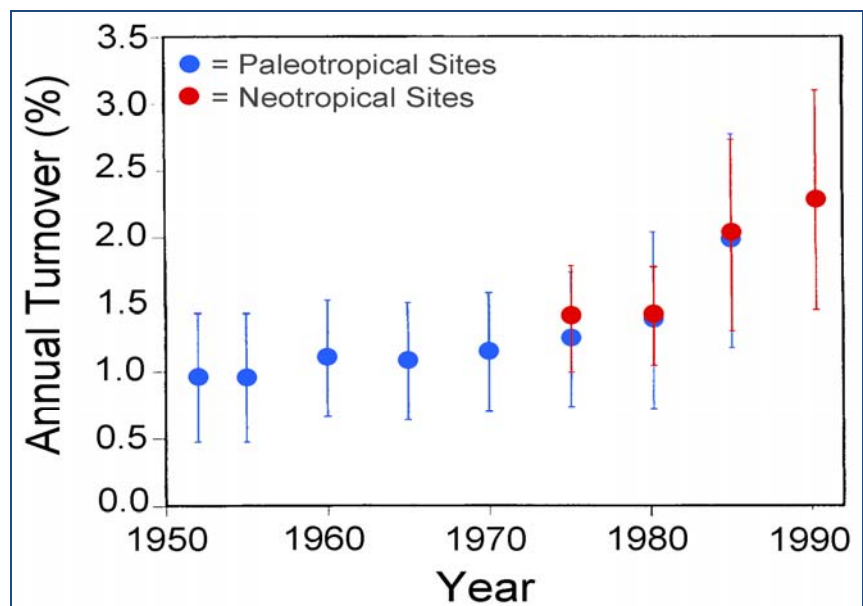 3.5
= Paleotropical Sites
3.0
= Neotropical Sites
2.5
2.0
1.5
1.0
0.5
0.0
Annual Turnover (%)
1950 1960 1970 1980 1990
Year